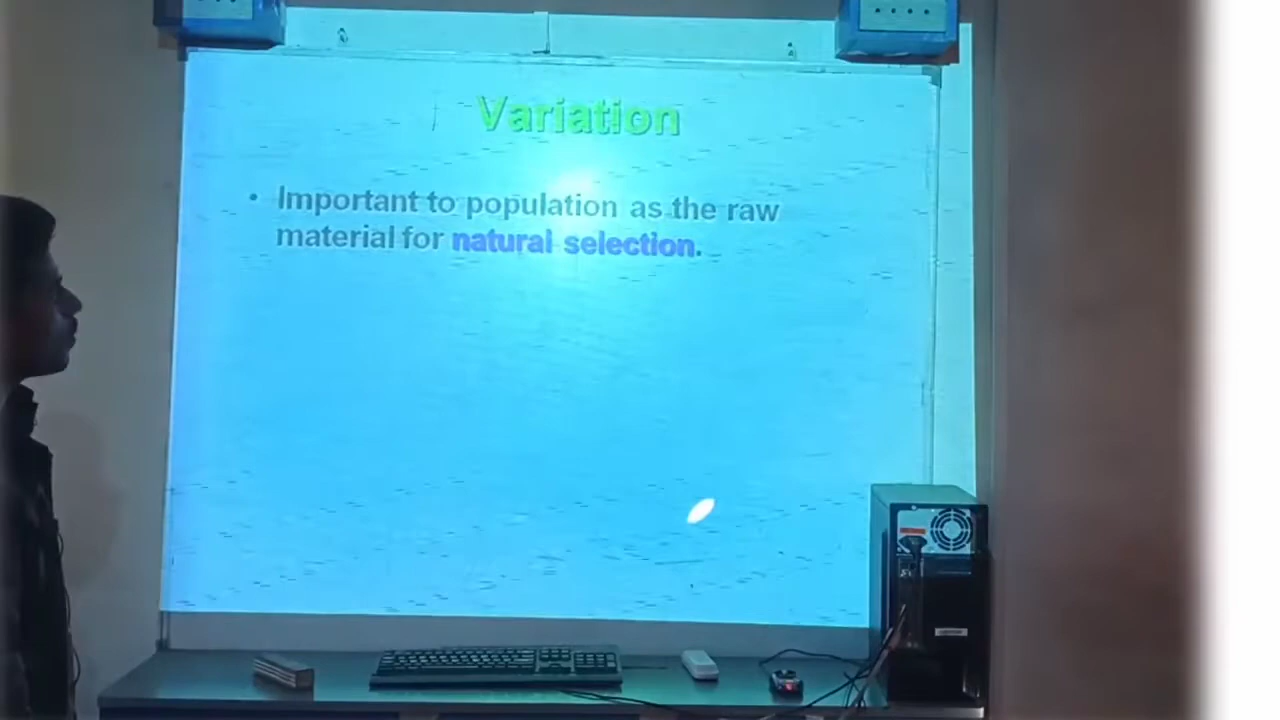 Variation
• Important to population as the raw
material for natural selection.